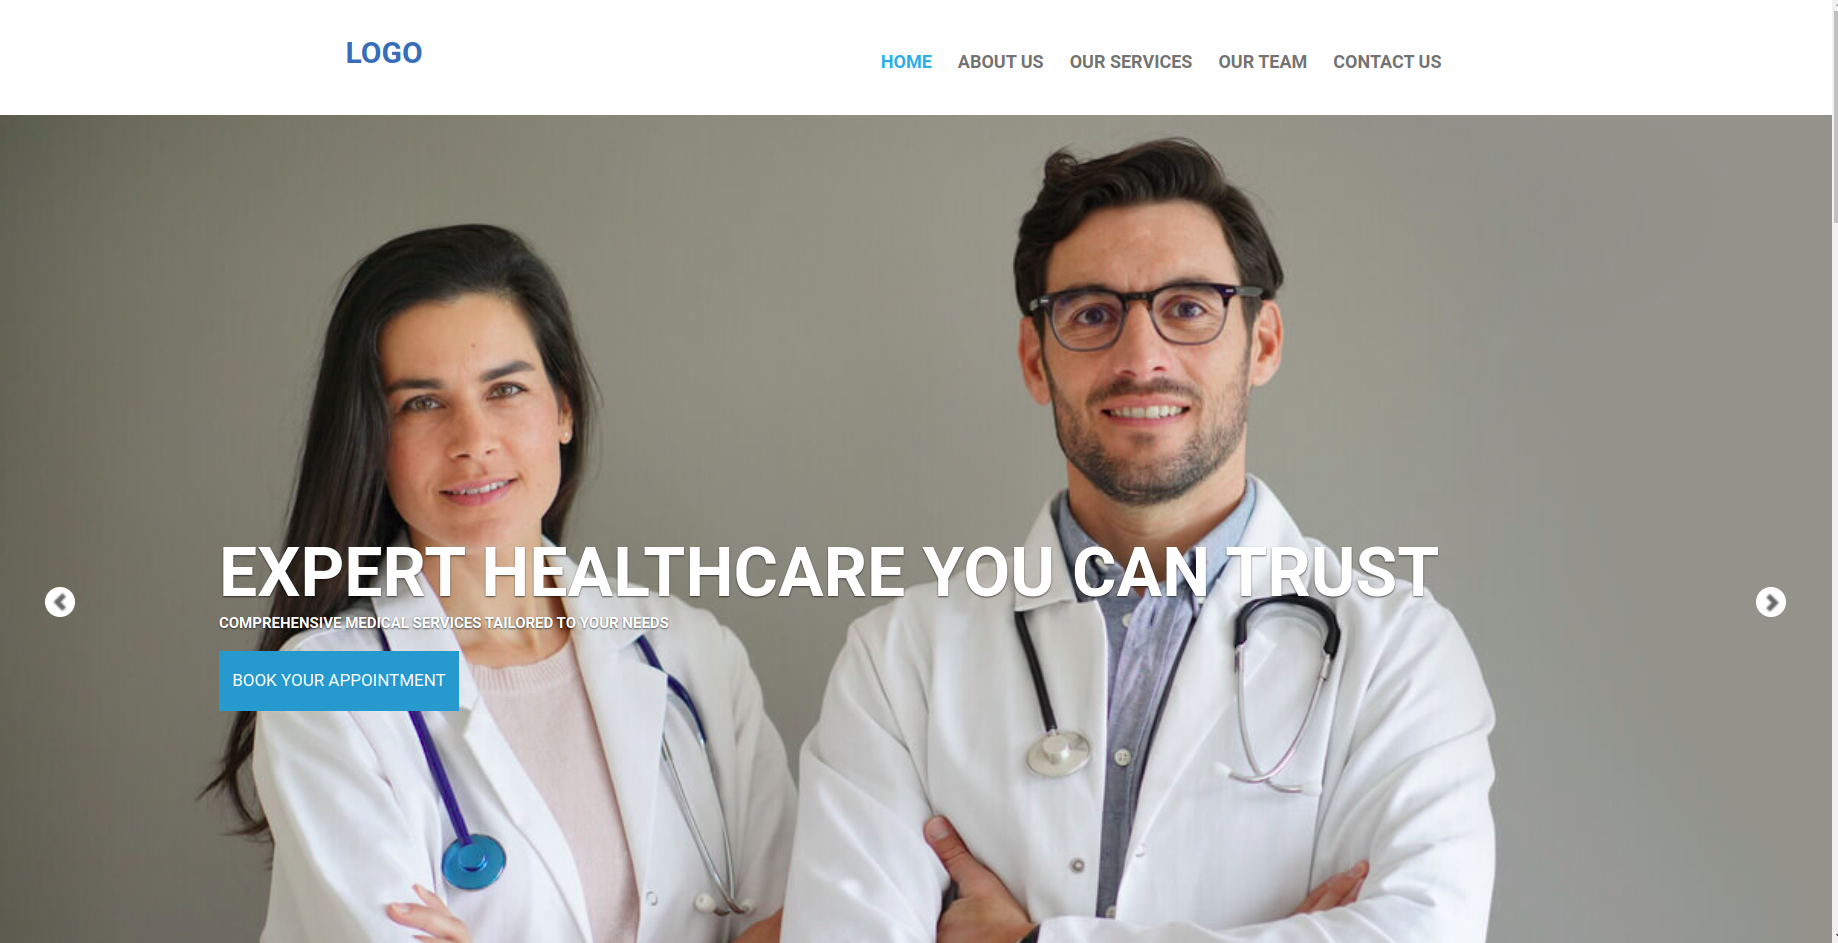 LOGO
HOME ABOUT US OUR SERVICES OUR TEAM CONTACT US
EXPERT HEALTHCARE YOU CAN TRUST
COMPREHENSIVE MEDICAL SERVICES TAILORED TO YOUR NEEDS
BOOK YOUR APPOINTMENT